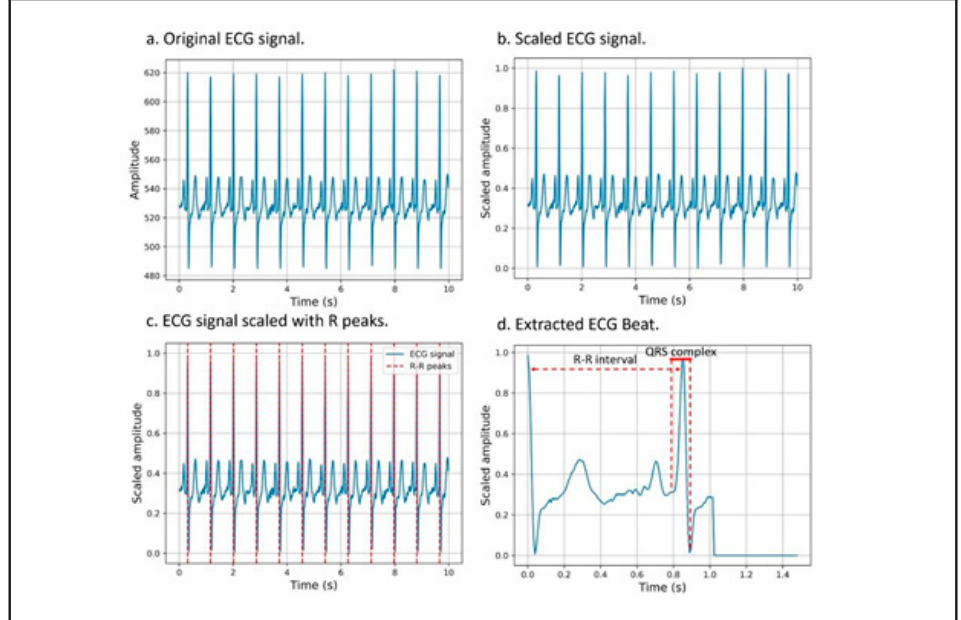 a. Original ECG signal.
620
600
580
560
540
520
500
480
Amplitude
0 2 4 6 8 10
Time (s)
b. Scaled ECG signal.
1.0
0.8
0.6
0.4
0.2
0.0
Scaled amplitude
0 2 4 6 8 10
Time (s)
c. ECG signal scaled with R peaks.
1.0
0.8
0.6
0.4
0.2
0.0
Scaled amplitude
ECG signal
R-R peaks
0 2 4 6 8 10
Time (s)
d. Extracted ECG Beat.
QRS complex
R-R interval
1.0
0.8
0.6
0.4
0.2
0.0
Scaled amplitude
0.0 0.2 0.4 0.6 0.8 1.0 1.2 1.4
Time (s)